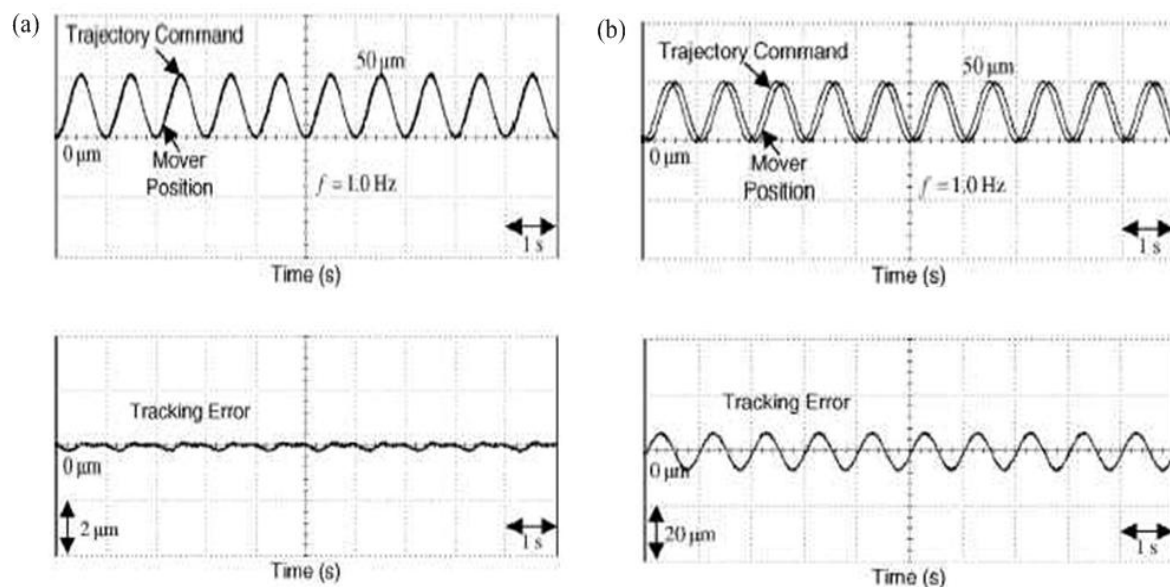 (a)
Trajectory Command
50 μm
0 μm
Mover
Position
f = 1.0 Hz
1 s
Time (s)
Tracking Error
0 μm
2 μm
1 s
Time (s)
(b)
Trajectory Command
50 μm
0 μm
Mover
Position
f = 1.0 Hz
1 s
Time (s)
Tracking Error
0 μm
20 μm
1 s
Time (s)